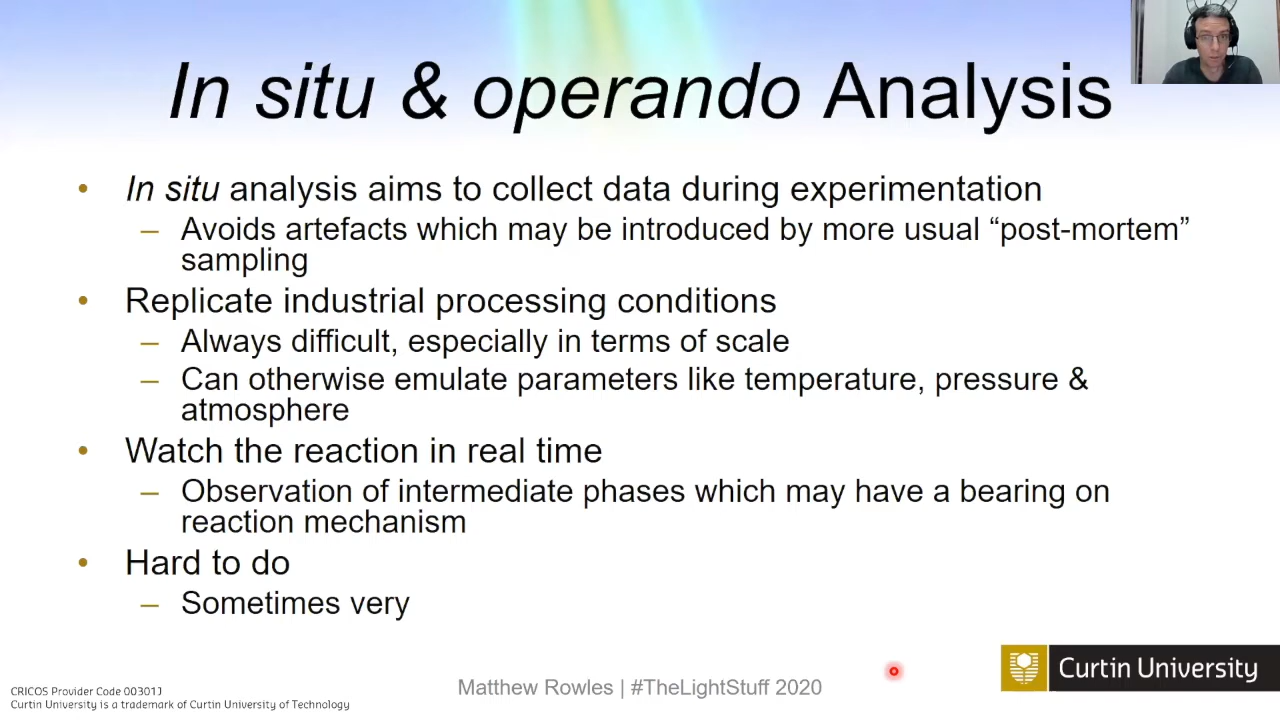 In situ & operando Analysis
• In situ analysis aims to collect data during experimentation
– Avoids artefacts which may be introduced by more usual “post-mortem”
sampling
• Replicate industrial processing conditions
– Always difficult, especially in terms of scale
– Can otherwise emulate parameters like temperature, pressure &
atmosphere
• Watch the reaction in real time
– Observation of intermediate phases which may have a bearing on
reaction mechanism
• Hard to do
– Sometimes very
Curtin University
Matthew Rowles | #TheLightStuff 2020
CRICOS Provider Code 00301J
Curtin University is a trademark of Curtin University of Technology